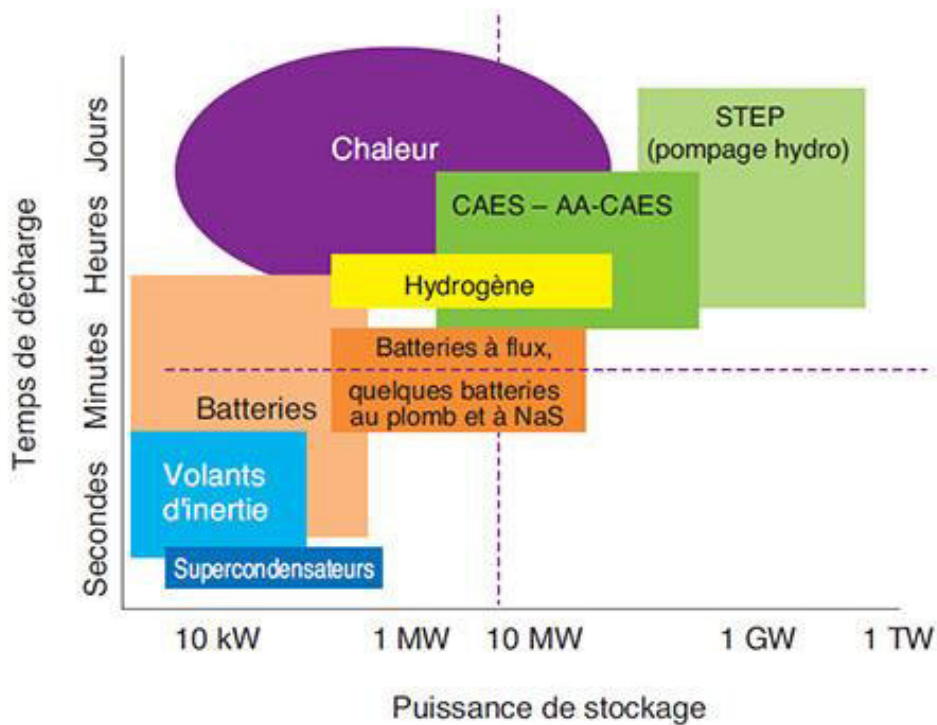 Temps de décharge
Jours
Heures
Minutes
Secondes
Chaleur
STEP
(pompage hydro)
CAES – AA-CAES
Hydrogène
Batteries à flux,
quelques batteries
au plomb et à NaS
Batteries
Volants
d'inertie
Supercondensateurs
10 kW
1 MW
10 MW
1 GW
1 TW
Puissance de stockage